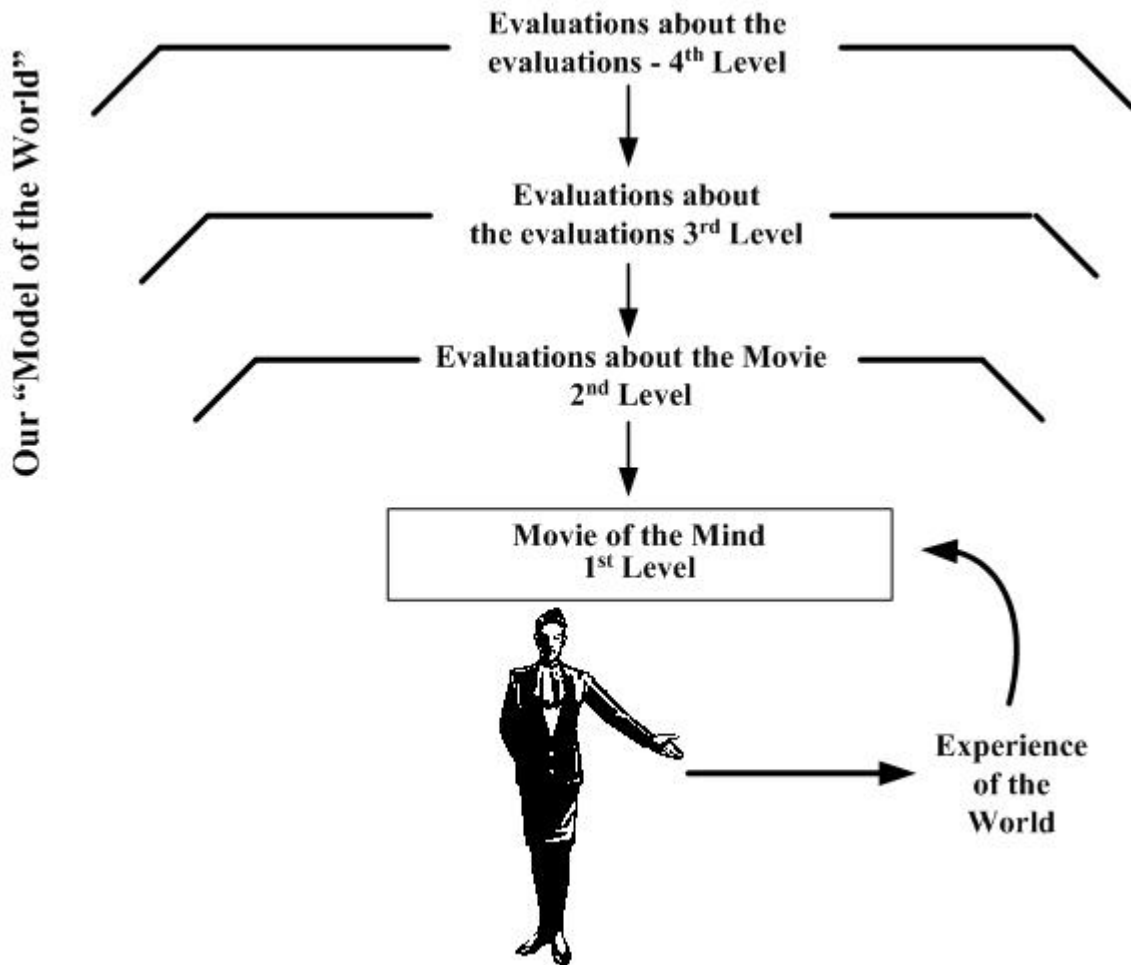 Our “Model of the World”
Evaluations about the
evaluations - 4th Level
Evaluations about
the evaluations 3rd Level
Evaluations about the Movie
2nd Level
Movie of the Mind
1st Level
Experience
of the
World